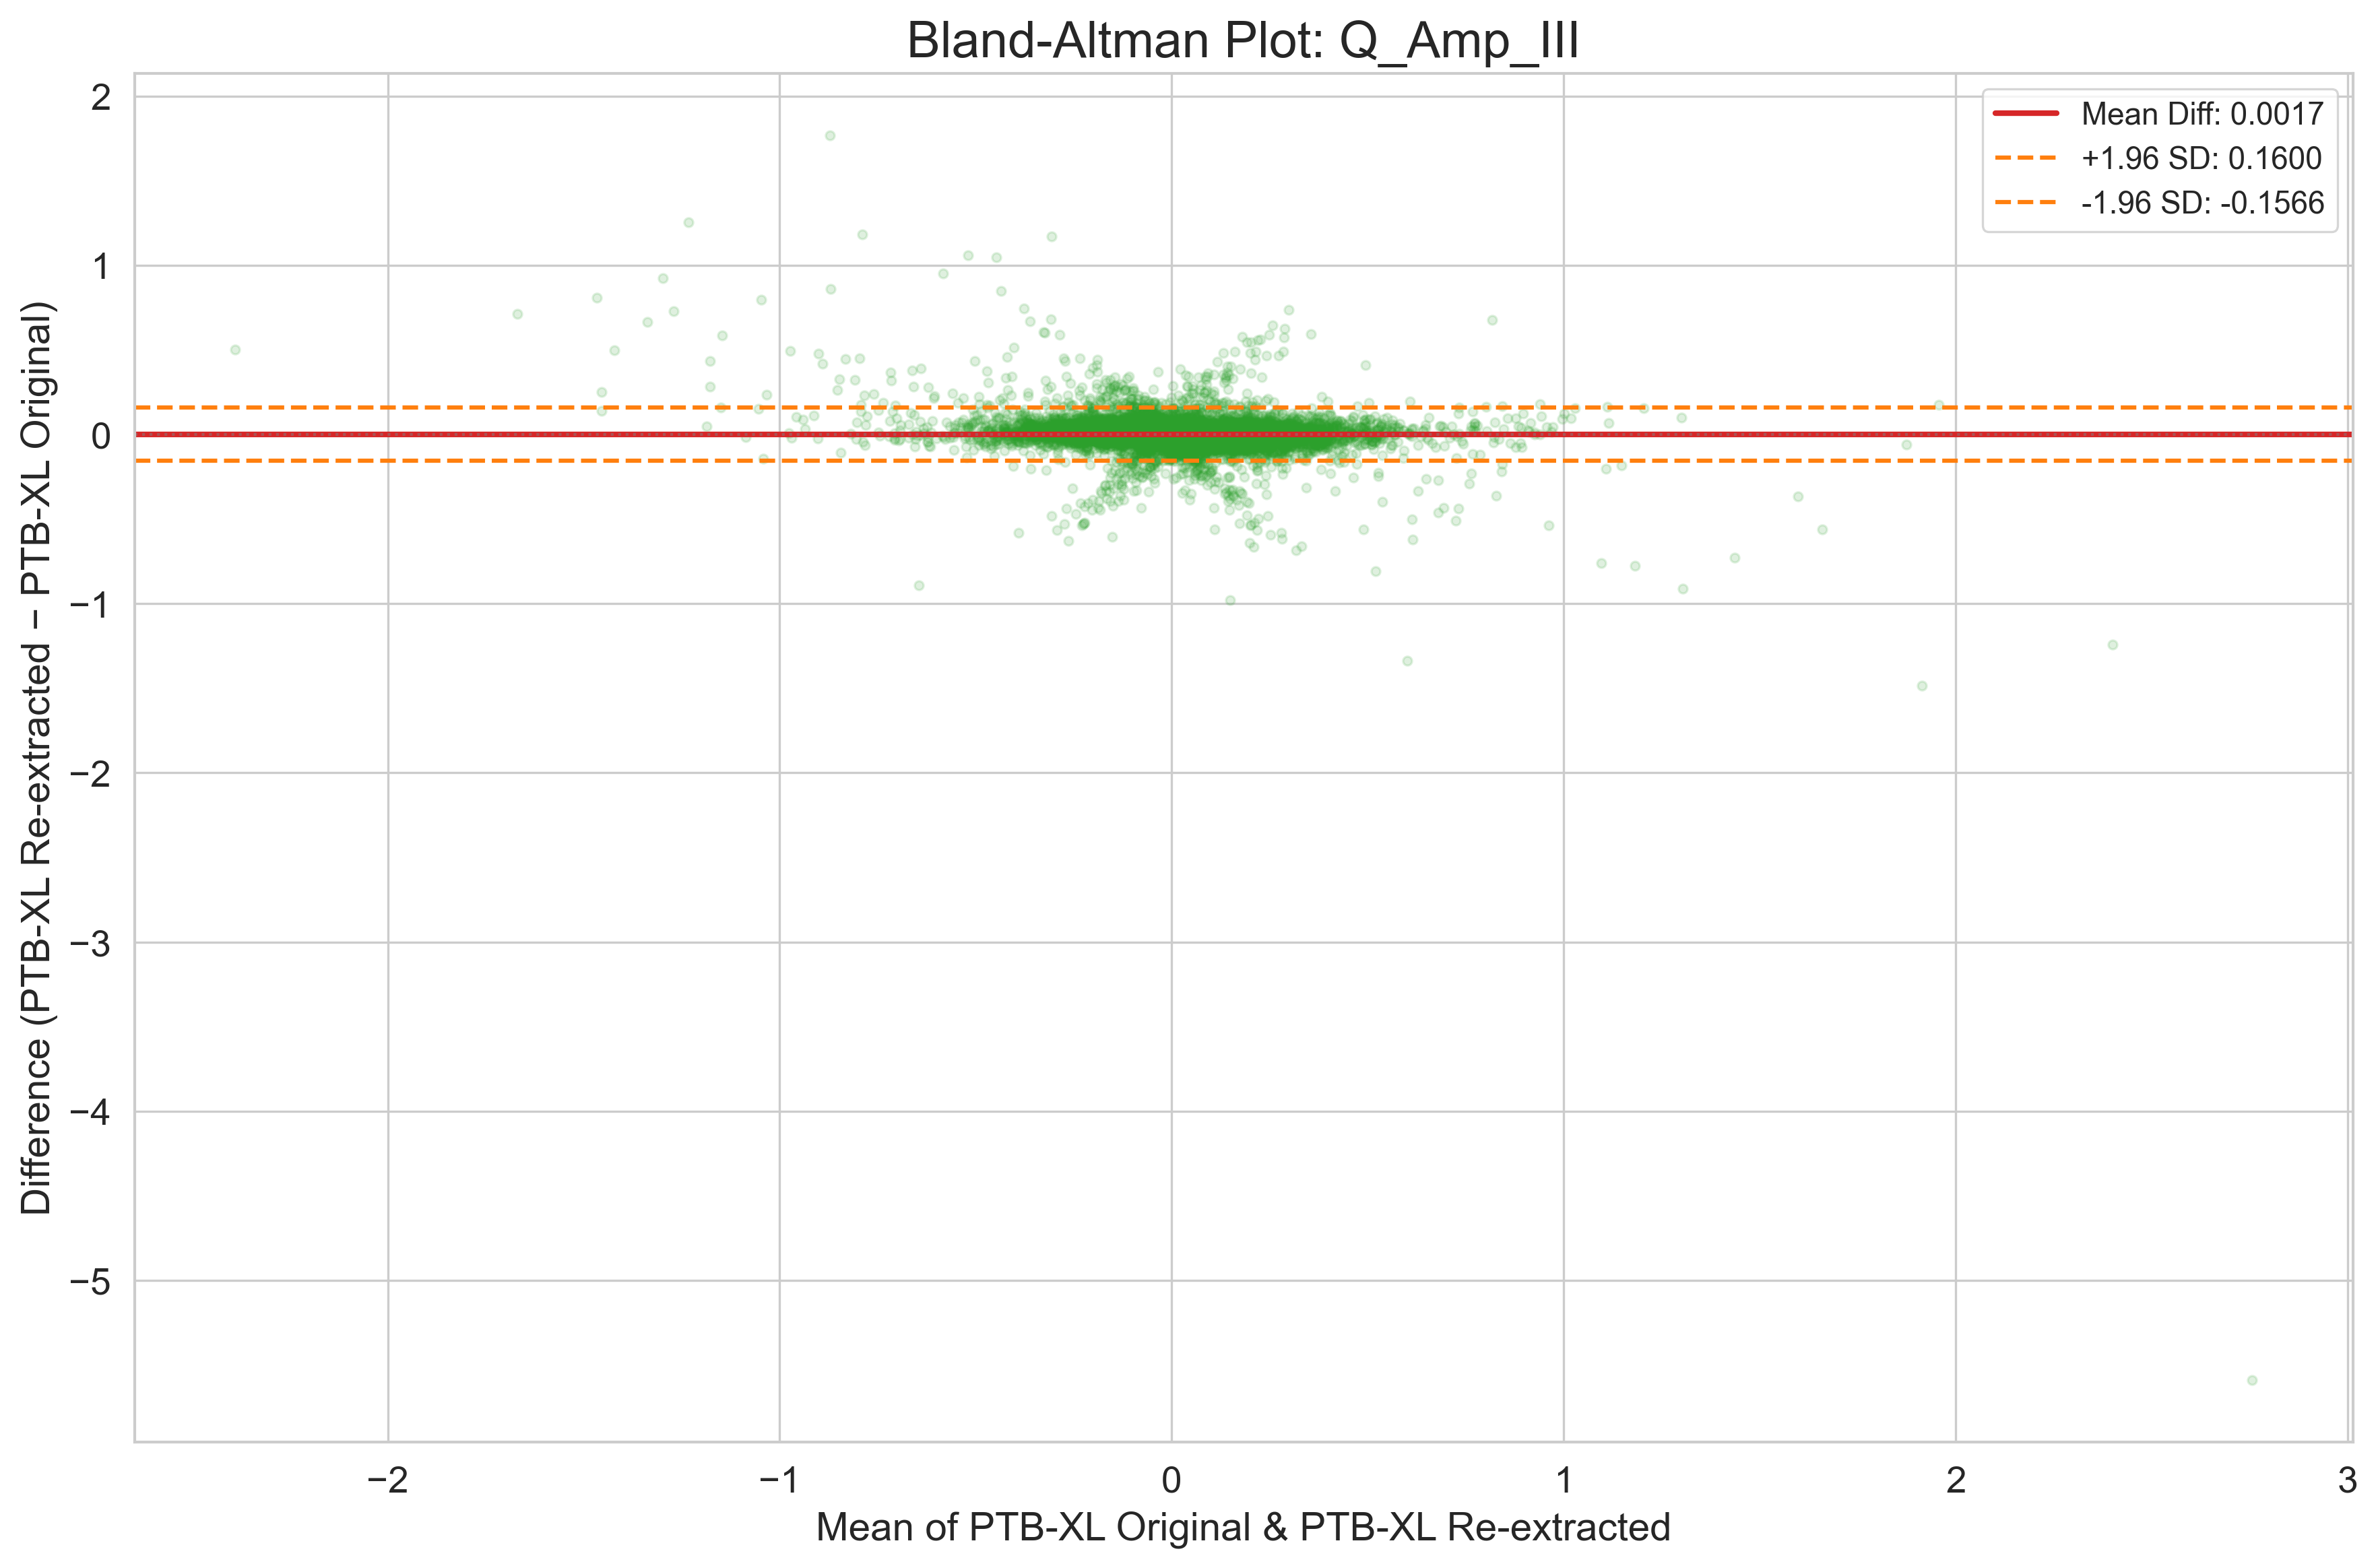 Bland-Altman Plot: Q_Amp_III
Mean Diff: 0.0017
+1.96 SD: 0.1600
-1.96 SD: -0.1566
Difference (PTB-XL Re-extracted − PTB-XL Original)
2
1
0
−1
−2
−3
−4
−5
−2
−1
0
1
2
3
Mean of PTB-XL Original & PTB-XL Re-extracted